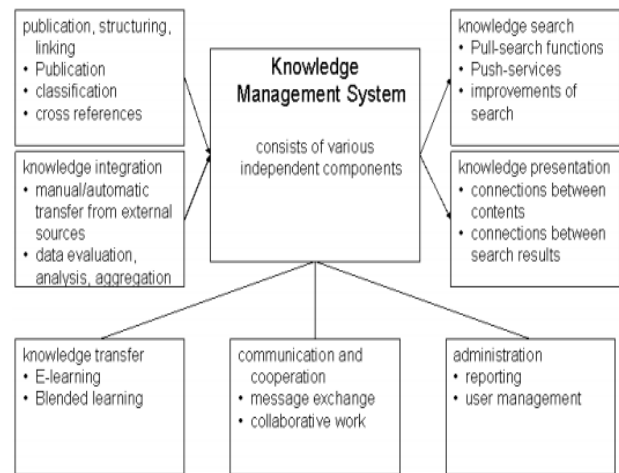 publication, structuring,
linking
• Publication
• classification
• cross references
knowledge integration
• manual/automatic
transfer from external
sources
• data evaluation,
analysis, aggregation
Knowledge
Management System
consists of various
independent components
knowledge search
• Pull-search functions
• Push-services
• improvements of
search
knowledge presentation
• connections between
contents
• connections between
search results
knowledge transfer
• E-learning
• Blended learning
communication and
cooperation
• message exchange
• collaborative work
administration
• reporting
• user management